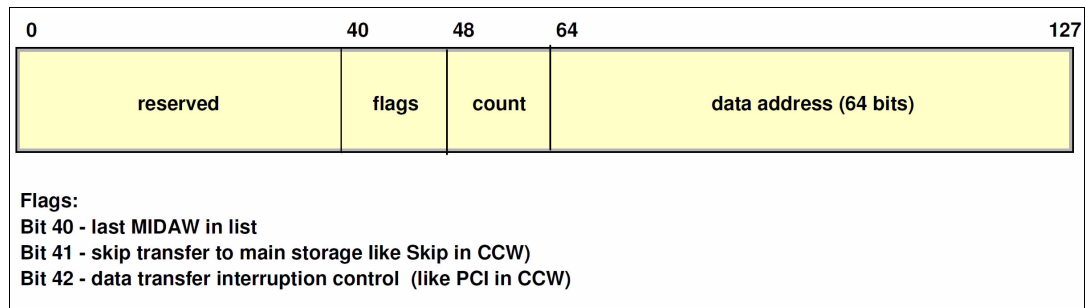 0 40 48 64 127
reserved flags count data address (64 bits)
Flags:
Bit 40 - last MIDAW in list
Bit 41 - skip transfer to main storage like Skip in CCW)
Bit 42 - data transfer interruption control (like PCI in CCW)